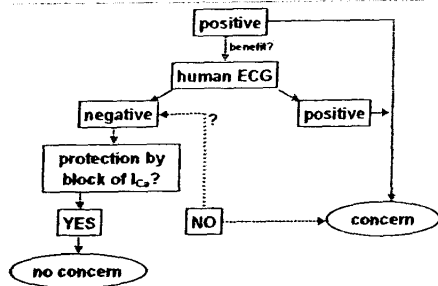 positive
benefit?
human ECG
negative
?
positive
protection by
block of ICa?
YES
NO
concern
no concern